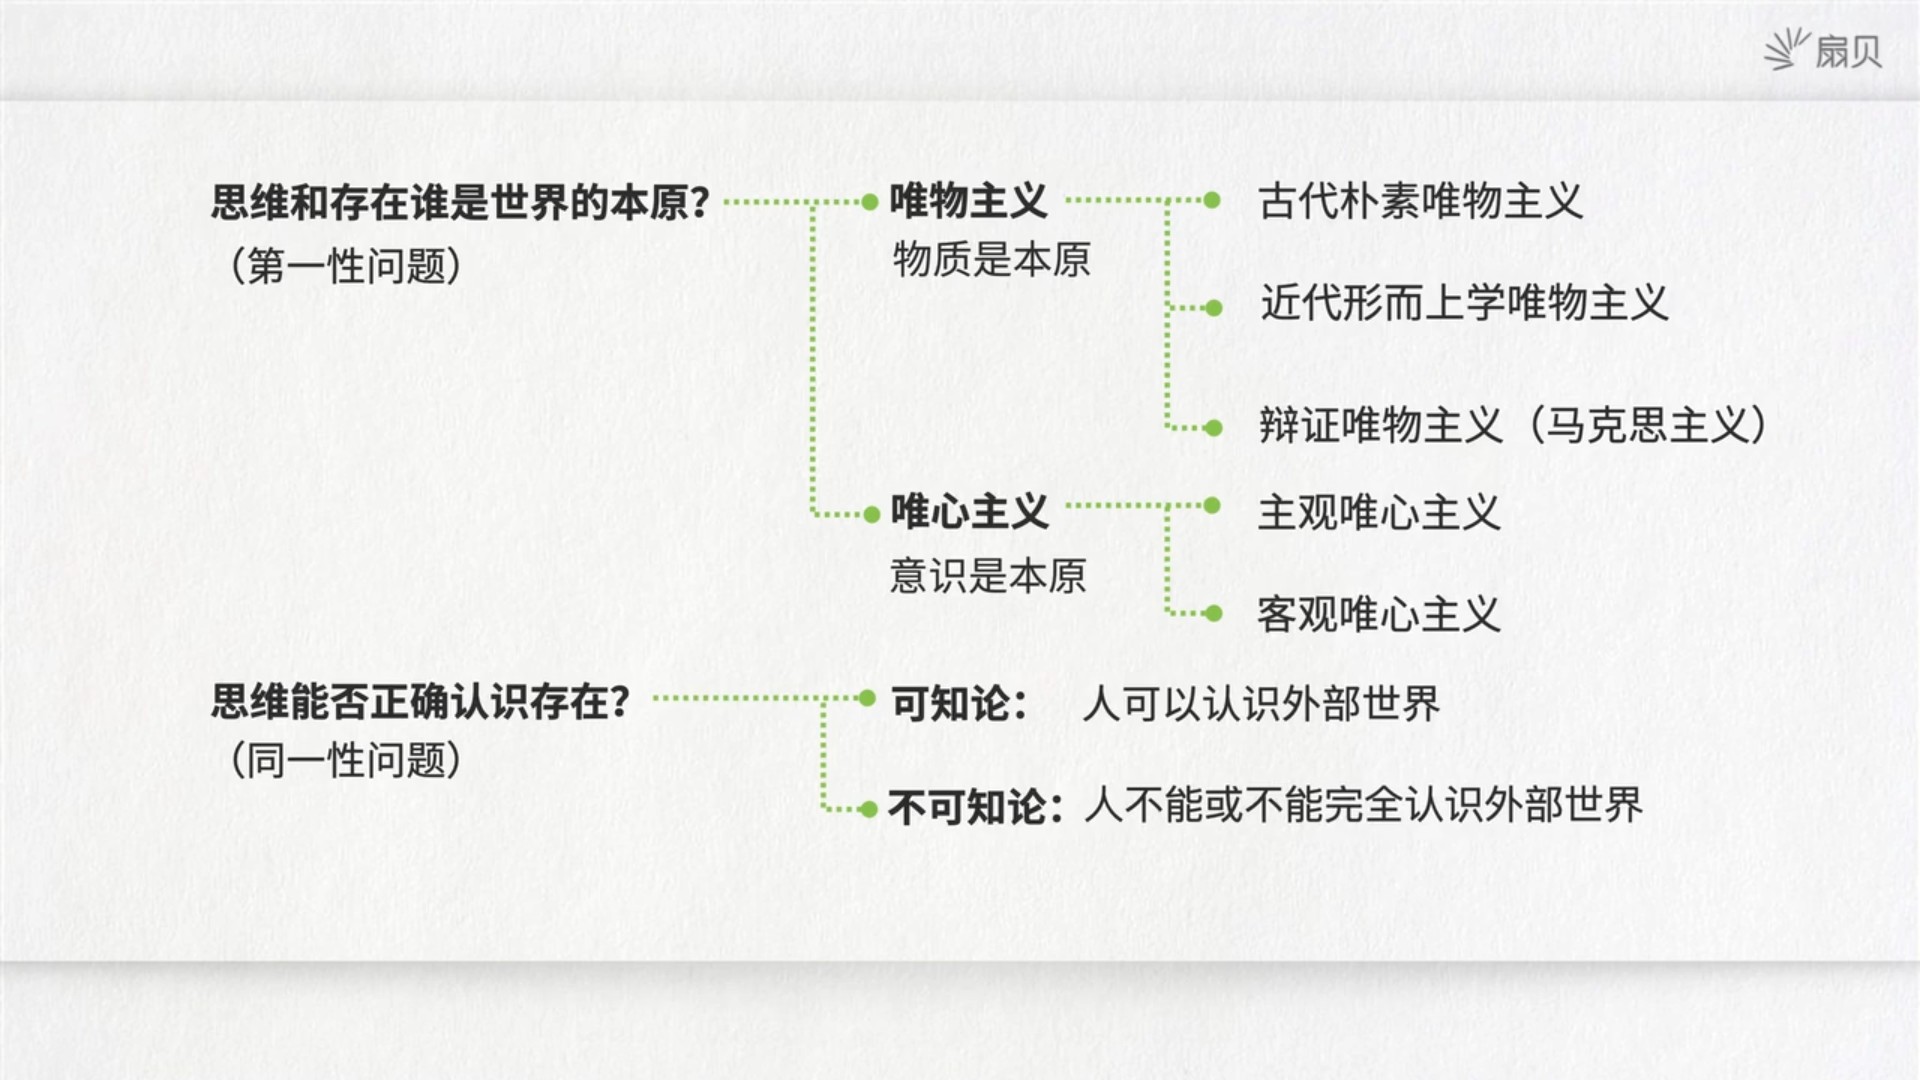 扇贝
思维和存在谁是世界的本原？
（第一性问题）
唯物主义
物质是本原
古代朴素唯物主义
近代形而上学唯物主义
辩证唯物主义（马克思主义）
唯心主义
意识是本原
主观唯心主义
客观唯心主义
思维能否正确认识存在？
（同一性问题）
可知论： 人可以认识外部世界
不可知论：人不能或不能完全认识外部世界